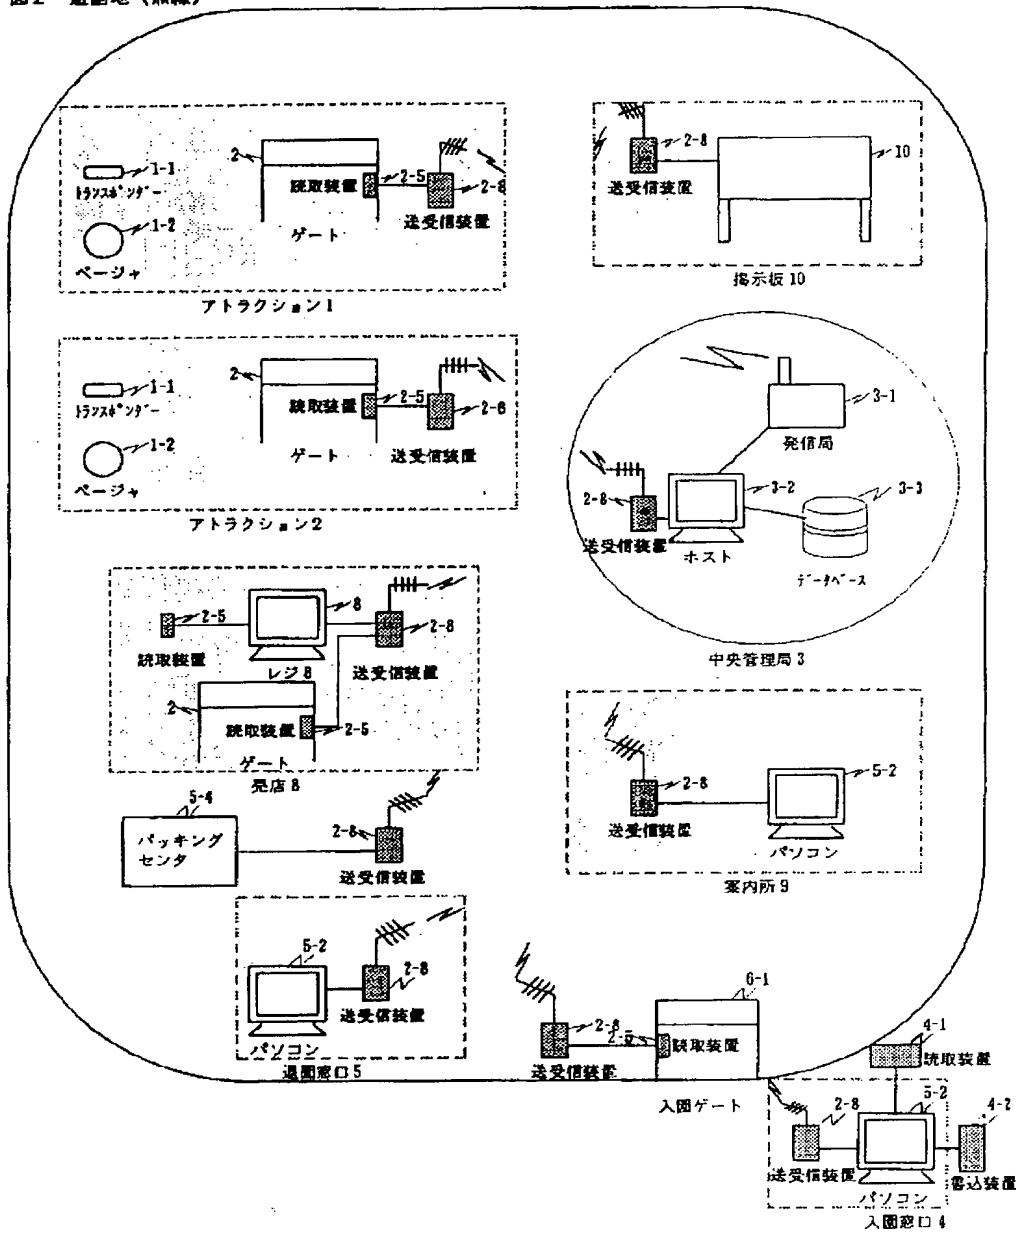 2
読取装置
2-5
2-8
送受信装置
ゲート
1-1
トランスポンダー
1-2
ページャ
アトラクション1
2-8
送受信装置
10
掲示板10
2
読取装置
2-5
送受信装置
ゲート
1-1
トランスポンダー
1-2
ページャ
アトラクション2
3-1
発信局
3-2
ホスト
3-3
データベース
2-8
送受信装置
中央管理局3
2-5
読取装置
8
レジ8
2-8
送受信装置
2
読取装置
2-5
ゲート
売店8
5-4
パッキング
センタ
2-8
送受信装置
2-8
送受信装置
5-2
パソコン
案内所9
5-2
パソコン
2-8
送受信装置
退園窓口5
2-8
送受信装置
6-1
2-5
読取装置
入園ゲート
4-1
読取装置
2-8
送受信装置
5-2
パソコン
4-2
書込装置
入園窓口4